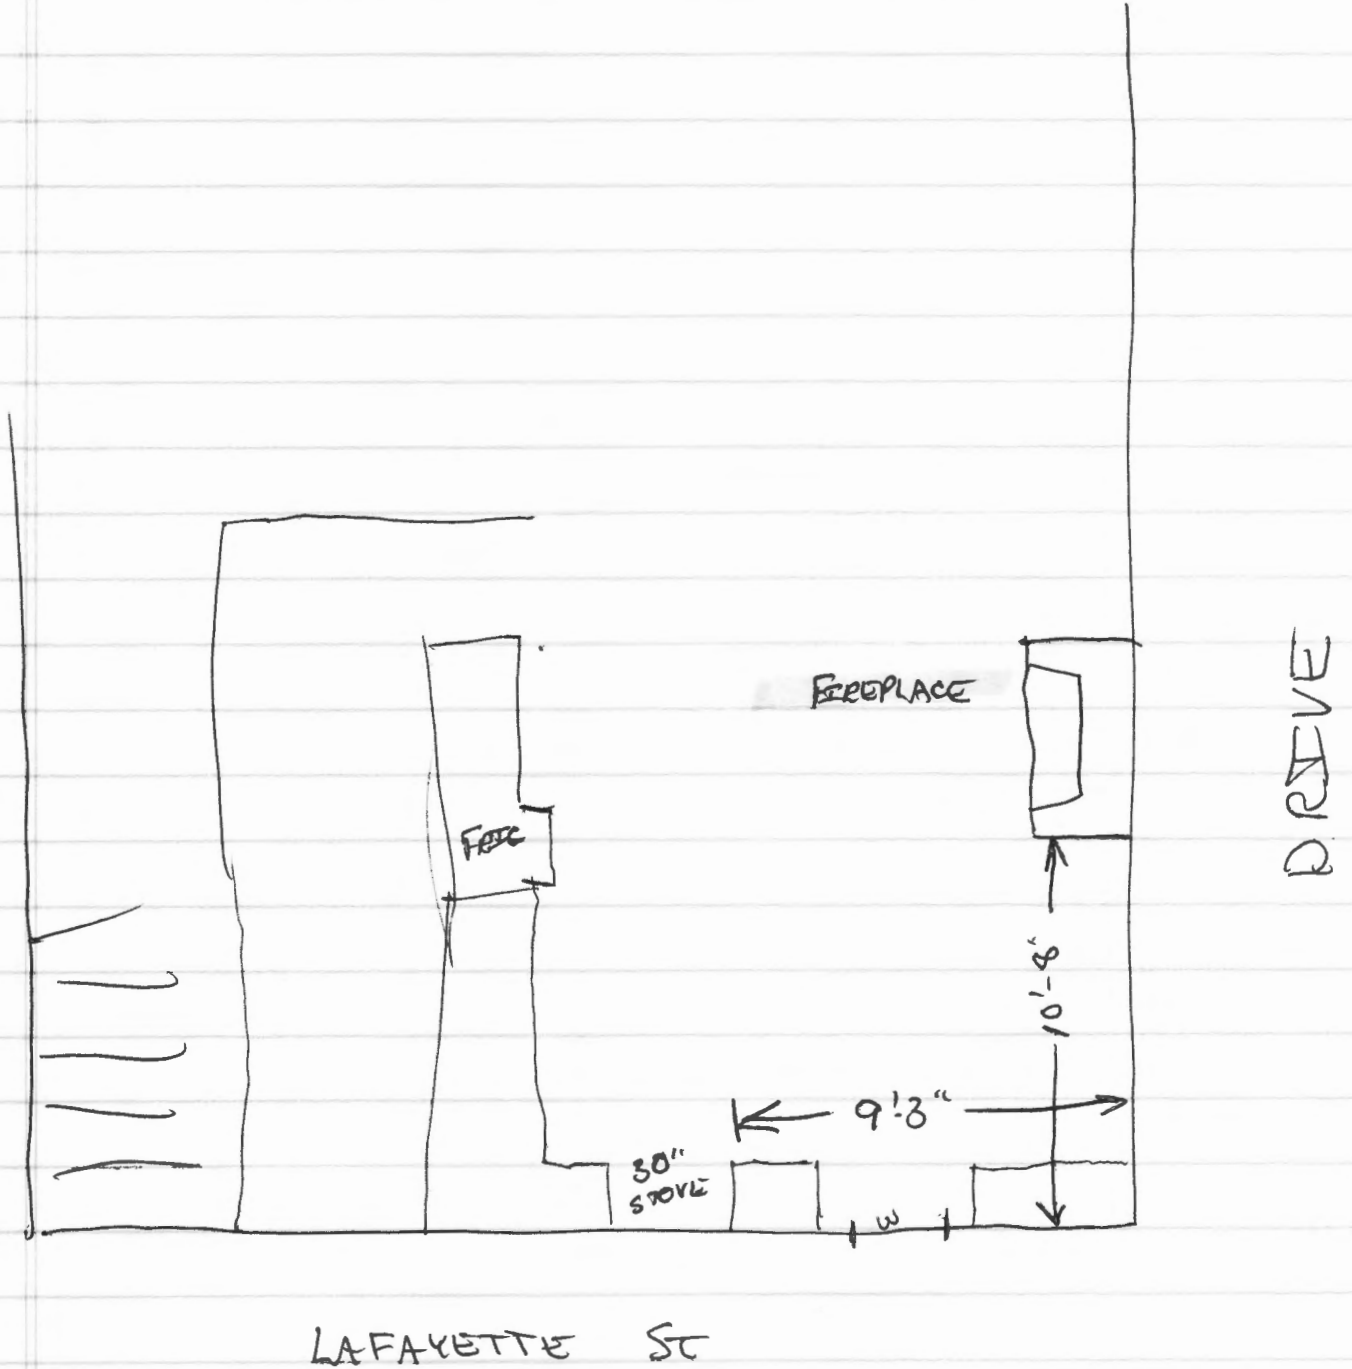 FIREPLACE
DRIVE
FRIG
10'-8"
9'-3"
30"
STOVE
W
LAFAYETTE ST